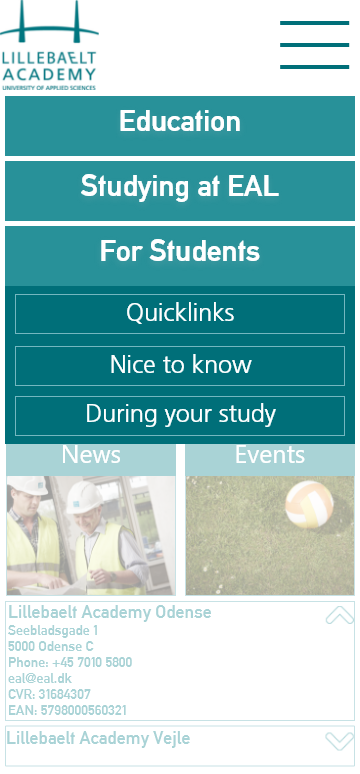 LILLEBAELT
ACADEMY
UNIVERSITY OF APPLIED SCIENCES
Education
Studying at EAL
For Students
Quicklinks
Nice to know
During your study
News
Events
Lillebaelt Academy Odense
Seebladsgade 1
5000 Odense C
Phone: +45 7010 5800
eal@eal.dk
CVR: 31684307
EAN: 5798000560321
Lillebaelt Academy Vejle